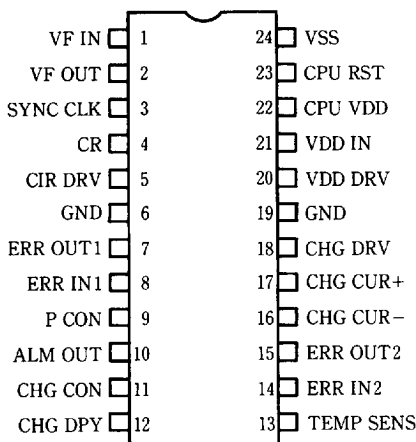 VF IN 1 24 VSS
VF OUT 2 23 CPU RST
SYNC CLK 3 22 CPU VDD
CR 4 21 VDD IN
CIR DRV 5 20 VDD DRV
GND 6 19 GND
ERR OUT1 7 18 CHG DRV
ERR IN1 8 17 CHG CUR+
P CON 9 16 CHG CUR−
ALM OUT 10 15 ERR OUT2
CHG CON 11 14 ERR IN2
CHG DPY 12 13 TEMP SENS